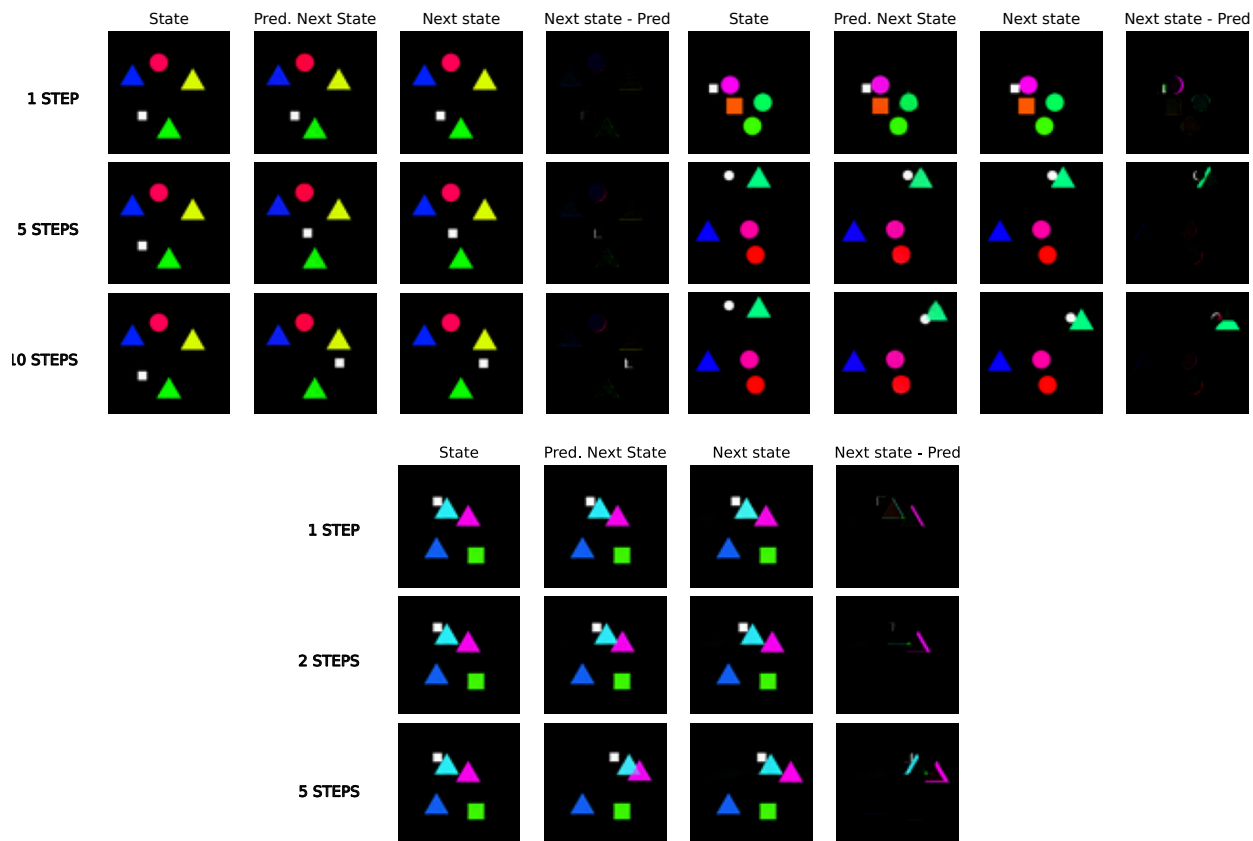 State Pred. Next State Next state Next state - Pred State Pred. Next State Next state Next state - Pred
1 STEP
5 STEPS
10 STEPS
State Pred. Next State Next state Next state - Pred
1 STEP
2 STEPS
5 STEPS